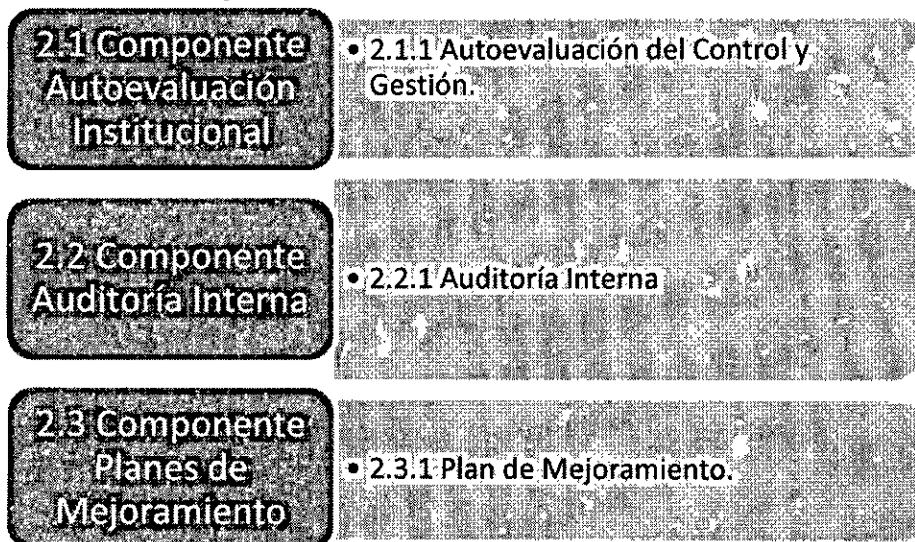 2.1 Componente
Autoevaluación
Institucional
• 2.1.1 Autoevaluación del Control y
Gestión.
2.2 Componente
Auditoría Interna
• 2.2.1 Auditoría Interna
2.3 Componente
Planes de
Mejoramiento
• 2.3.1 Plan de Mejoramiento.